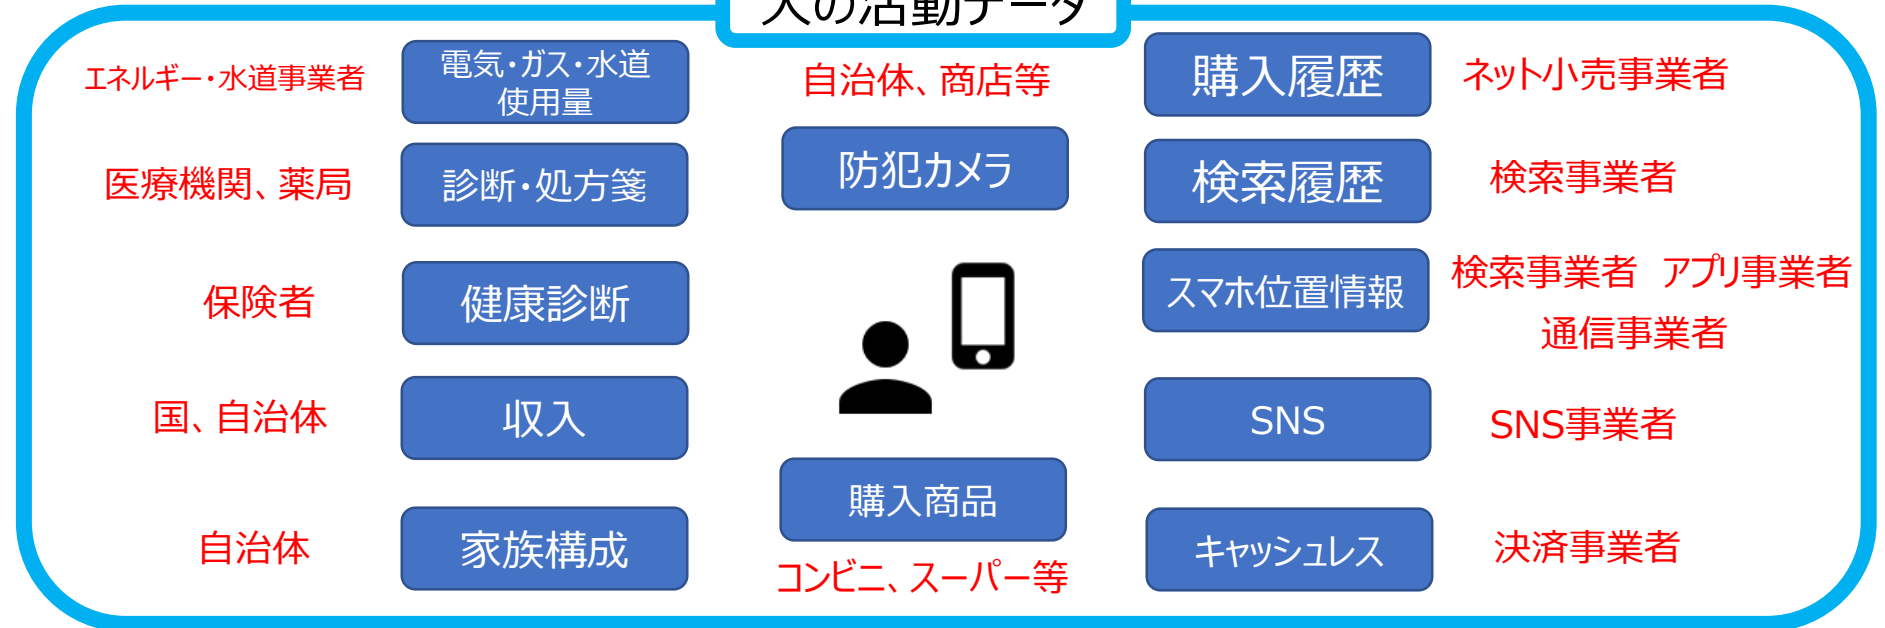 人の活動データ
エネルギー・水道事業者
電気・ガス・水道
使用量
医療機関、薬局
診断・処方箋
保険者
健康診断
国、自治体
収入
自治体
家族構成
自治体、商店等
防犯カメラ
購入商品
コンビニ、スーパー等
購入履歴
ネット小売事業者
検索履歴
検索事業者
スマホ位置情報
検索事業者　アプリ事業者
通信事業者
SNS
SNS事業者
キャッシュレス
決済事業者